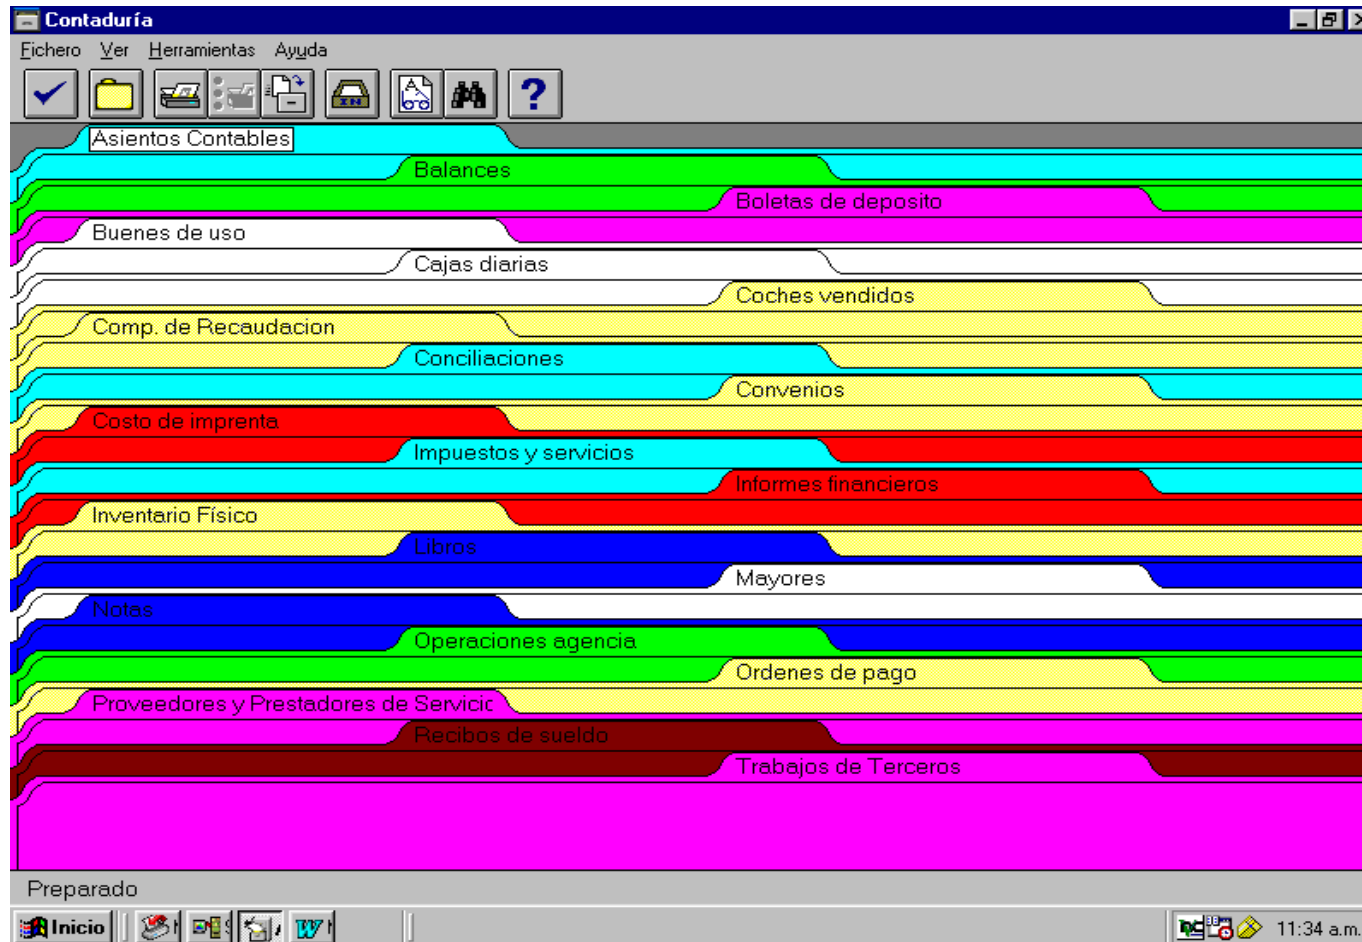 Contaduría
Fichero Ver Herramientas Ayuda
IN A ?
Asientos Contables
Balances
Boletas de deposito
Buenes de uso
Cajas diarias
Coches vendidos
Comp. de Recaudacion
Conciliaciones
Convenios
Costo de imprenta
Impuestos y servicios
Informes financieros
Inventario Físico
Libros
Mayores
Notas
Operaciones agencia
Ordenes de pago
Proveedores y Prestadores de Servic
Recibos de sueldo
Trabajos de Terceros
Preparado
Inicio 11:34 a.m.